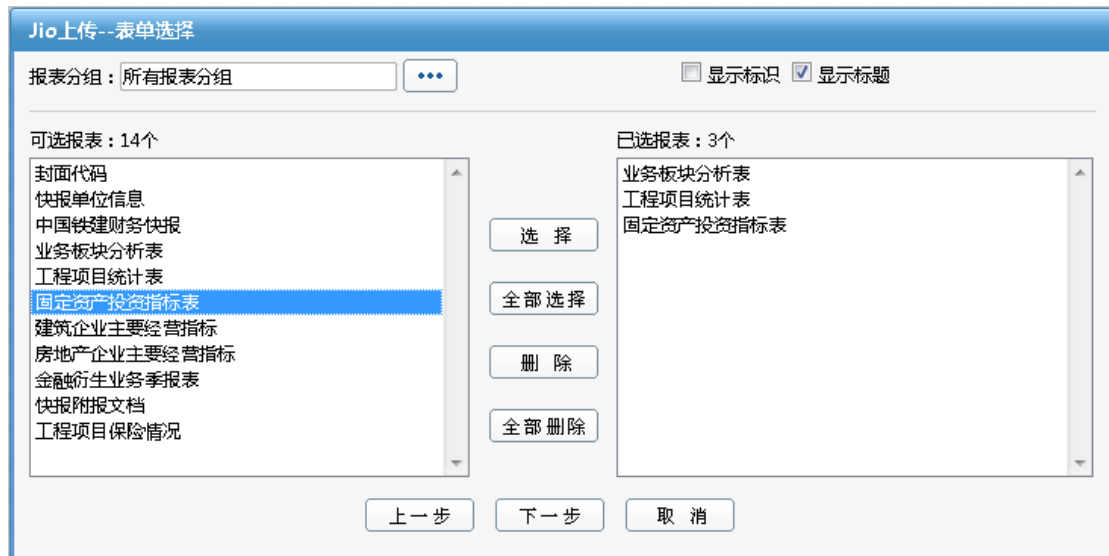 Jio上传--表单选择
报表分组：所有报表分组 •••
显示标识 显示标题
可选报表：14个
封面代码
快报单位信息
中国铁建财务快报
业务板块分析表
工程项目统计表
固定资产投资指标表
建筑企业主要经营指标
房地产企业主要经营指标
金融衍生业务季报表
快报附报文档
工程项目保险情况
选 择
全部选择
删 除
全部删除
已选报表：3个
业务板块分析表
工程项目统计表
固定资产投资指标表
上一步 下一步 取 消